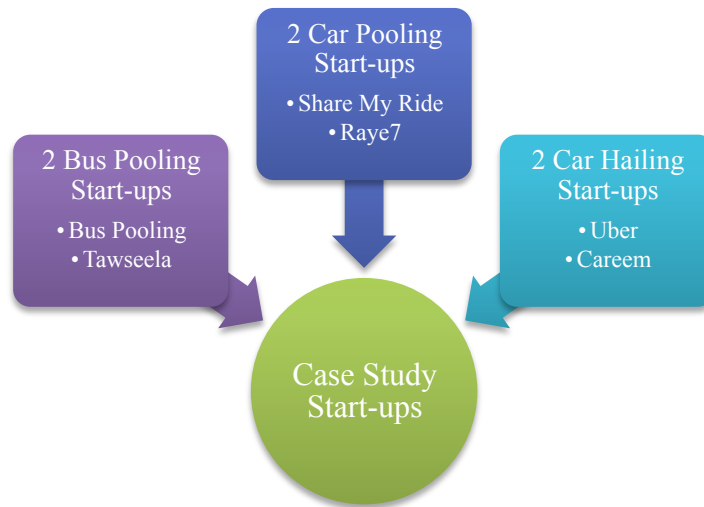 2 Car Pooling
Start-ups
• Share My Ride
• Raye7
2 Bus Pooling
Start-ups
• Bus Pooling
• Tawseela
2 Car Hailing
Start-ups
• Uber
• Careem
Case Study
Start-ups